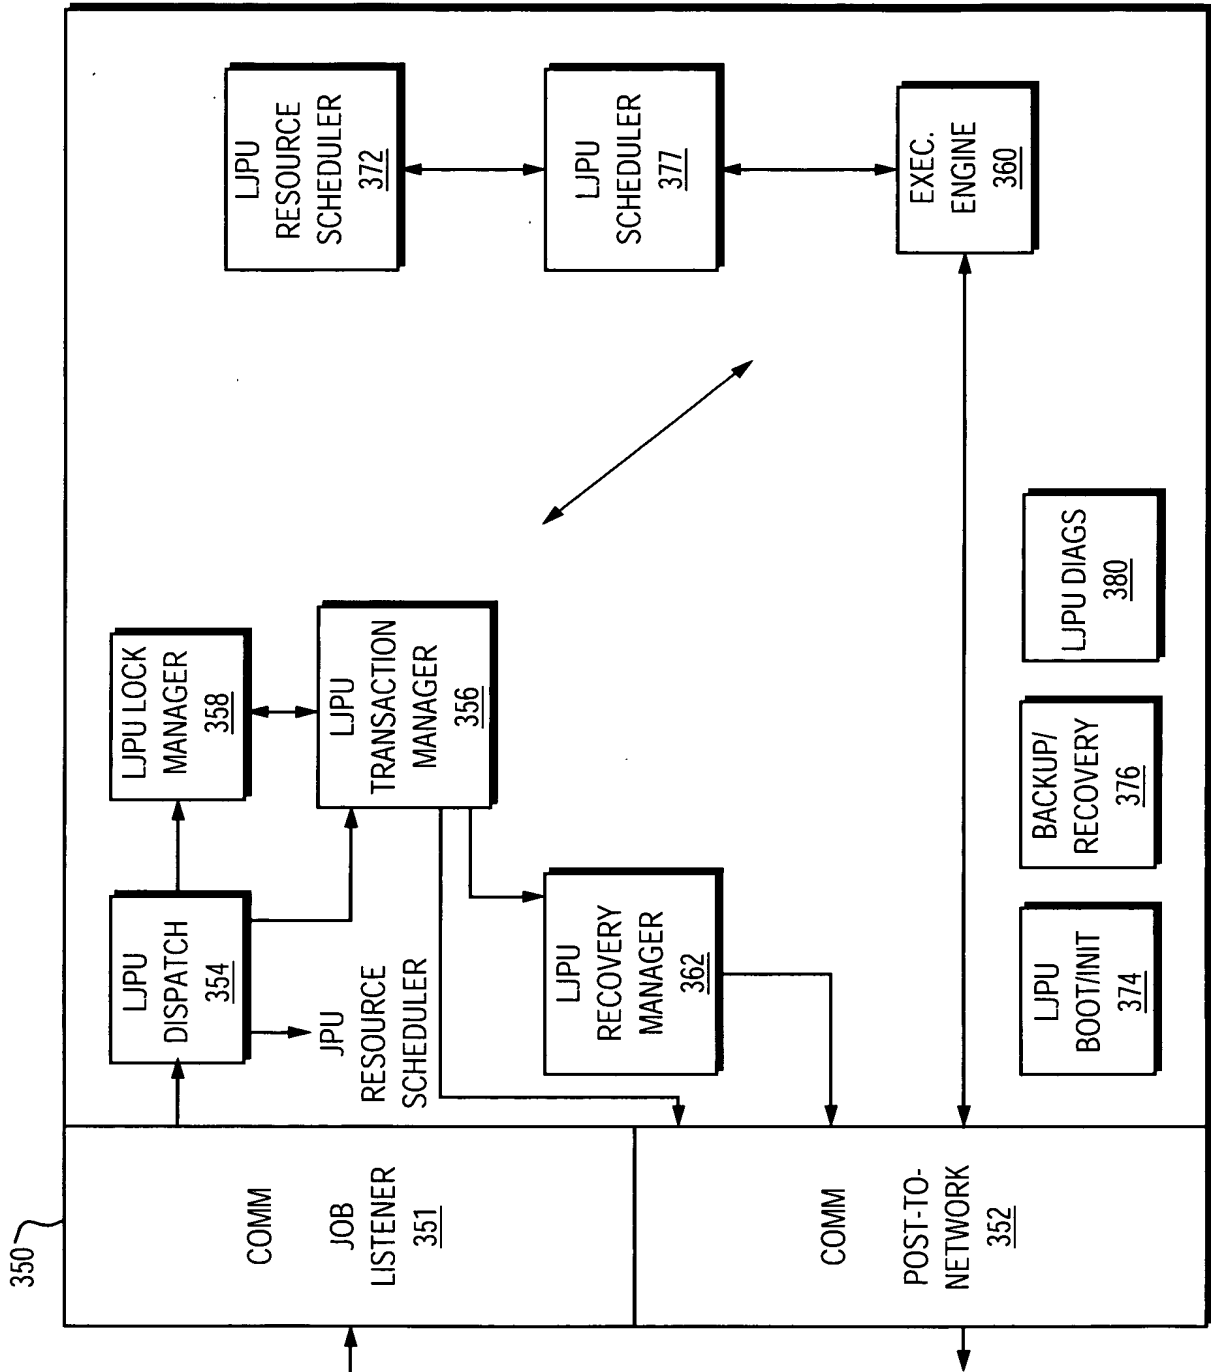 350
COMM
JOB
LISTENER
351
COMM
POST-TO-
NETWORK
352
LJPU
DISPATCH
354
JPU
RESOURCE
SCHEDULER
LJPU LOCK
MANAGER
358
LJPU
TRANSACTION
MANAGER
356
LJPU
RECOVERY
MANAGER
362
LJPU
BOOT/INIT
374
BACKUP/
RECOVERY
376
LJPU DIAGS
380
LJPU
RESOURCE
SCHEDULER
372
LJPU
SCHEDULER
377
EXEC.
ENGINE
360